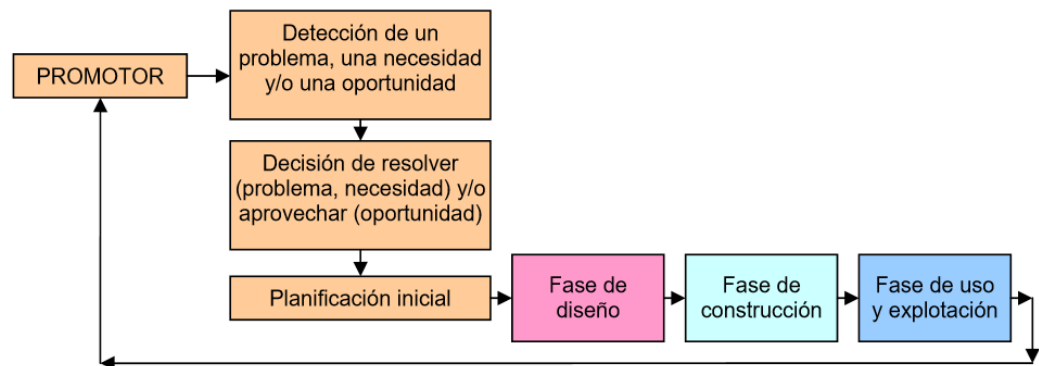 PROMOTOR
Detección de un
problema, una necesidad
y/o una oportunidad
Decisión de resolver
(problema, necesidad) y/o
aprovechar (oportunidad)
Planificación inicial
Fase de
diseño
Fase de
construcción
Fase de uso
y explotación